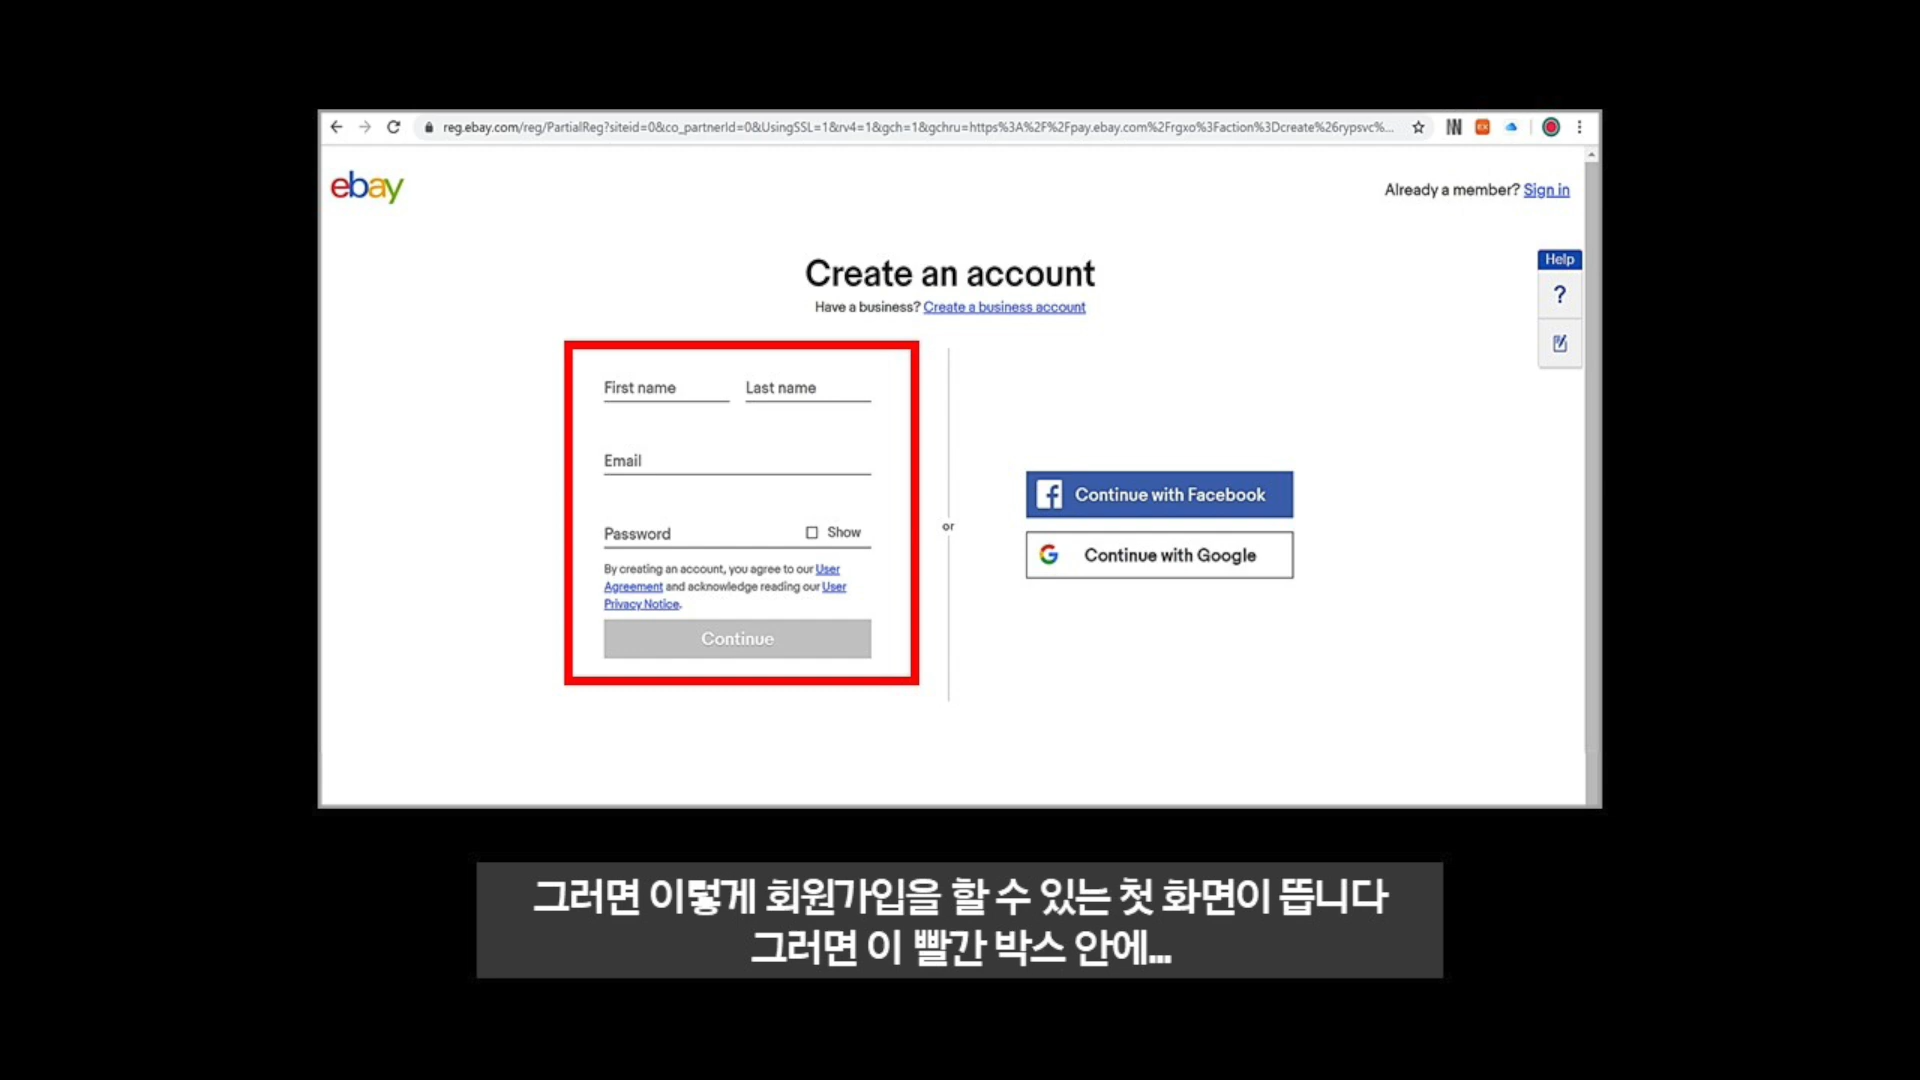 reg.ebay.com/reg/PartialReg?siteid=0&co_partnerId=0&UsingSSL=1&rv4=1&gch=1&gchru=https%3A%2F%2Fpay.ebay.com%2Frgxo%3Faction%3Dcreate%26rypsvc%...
ebay
Already a member? Sign in
Help
?
Create an account
Have a business? Create a business account
First name Last name
Email
Password Show
By creating an account, you agree to our User
Agreement and acknowledge reading our User
Privacy Notice.
Continue
or
Continue with Facebook
Continue with Google
그러면 이렇게 회원가입을 할 수 있는 첫 화면이 뜹니다
그러면 이 빨간 박스 안에...